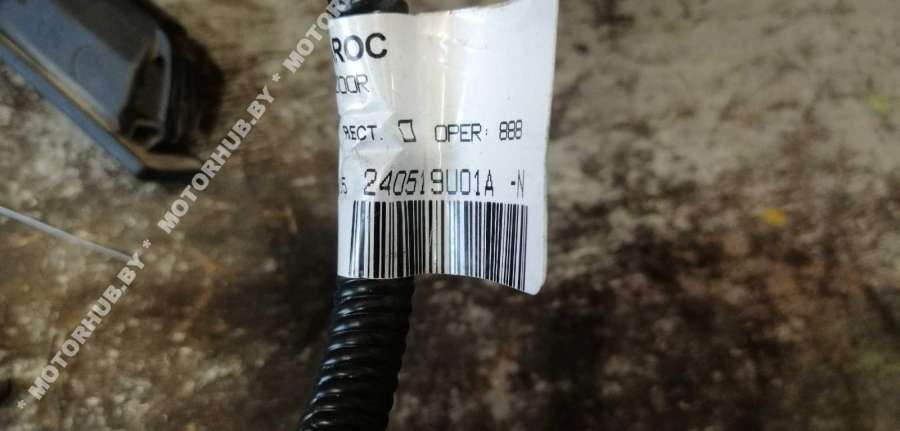 ROC
DOOR
RECT. OPER: 888
240519U01A -N
* MOTORHUB.BY * MOTORHUB.BY * MOTORHUB.BY *